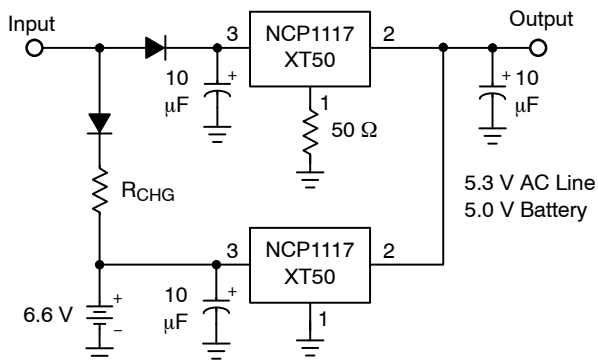 Input
Output
3
NCP1117
XT50
2
10
µF
+
1
50 Ω
+
10
µF
R_CHG
5.3 V AC Line
5.0 V Battery
3
NCP1117
XT50
2
6.6 V
+
−
10
µF
+
1